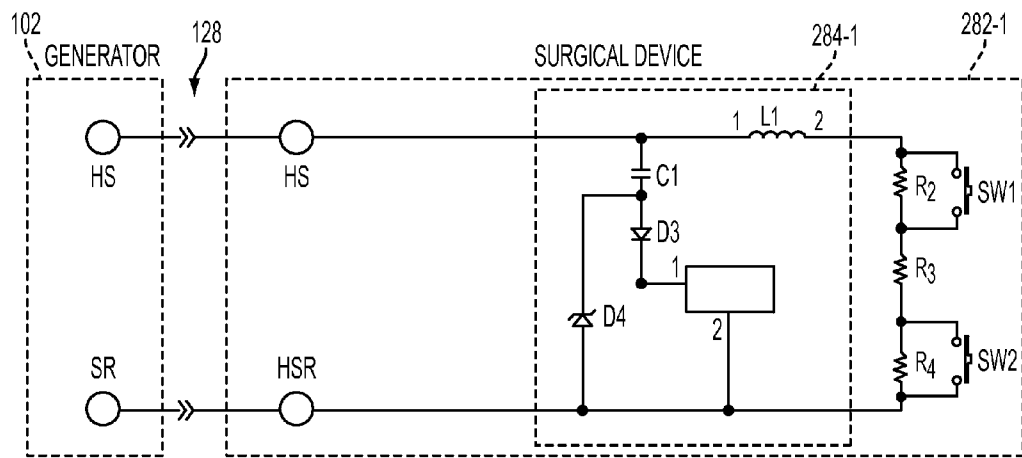 102
GENERATOR
128
SURGICAL DEVICE
284-1
282-1
HS
HS
1 L1 2
C1
R2
SW1
D3
1
R3
D4
2
SR
HSR
R4
SW2